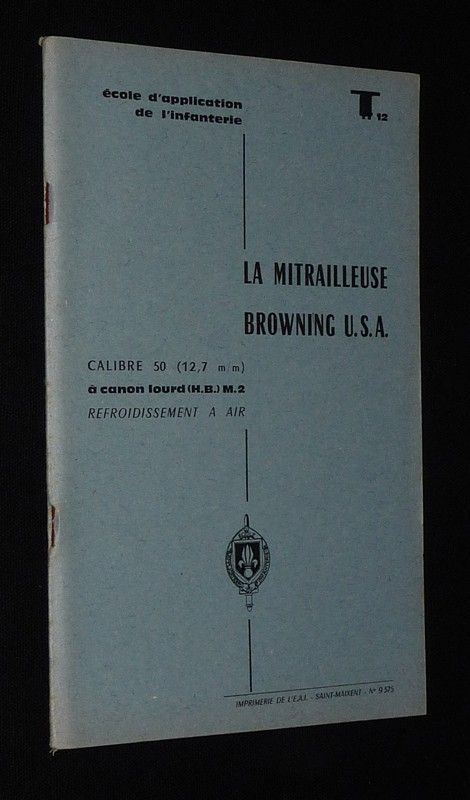 école d'application
de l'infanterie
T 12
LA MITRAILLEUSE
BROWNING U.S.A.
CALIBRE 50 (12,7 m m)
à canon lourd (H.B.) M.2
REFROIDISSEMENT A AIR
IMPRIMERIE DE L'E.A.I. - SAINT-MAIXENT - N° 9 575